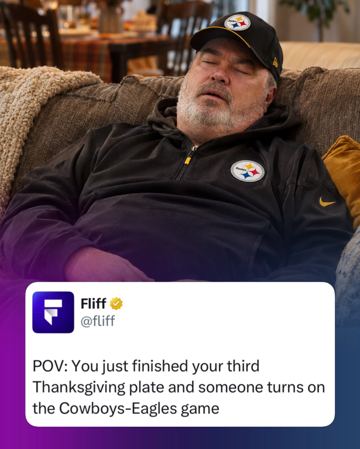 Fliff
@fliff
POV: You just finished your third
Thanksgiving plate and someone turns on
the Cowboys-Eagles game